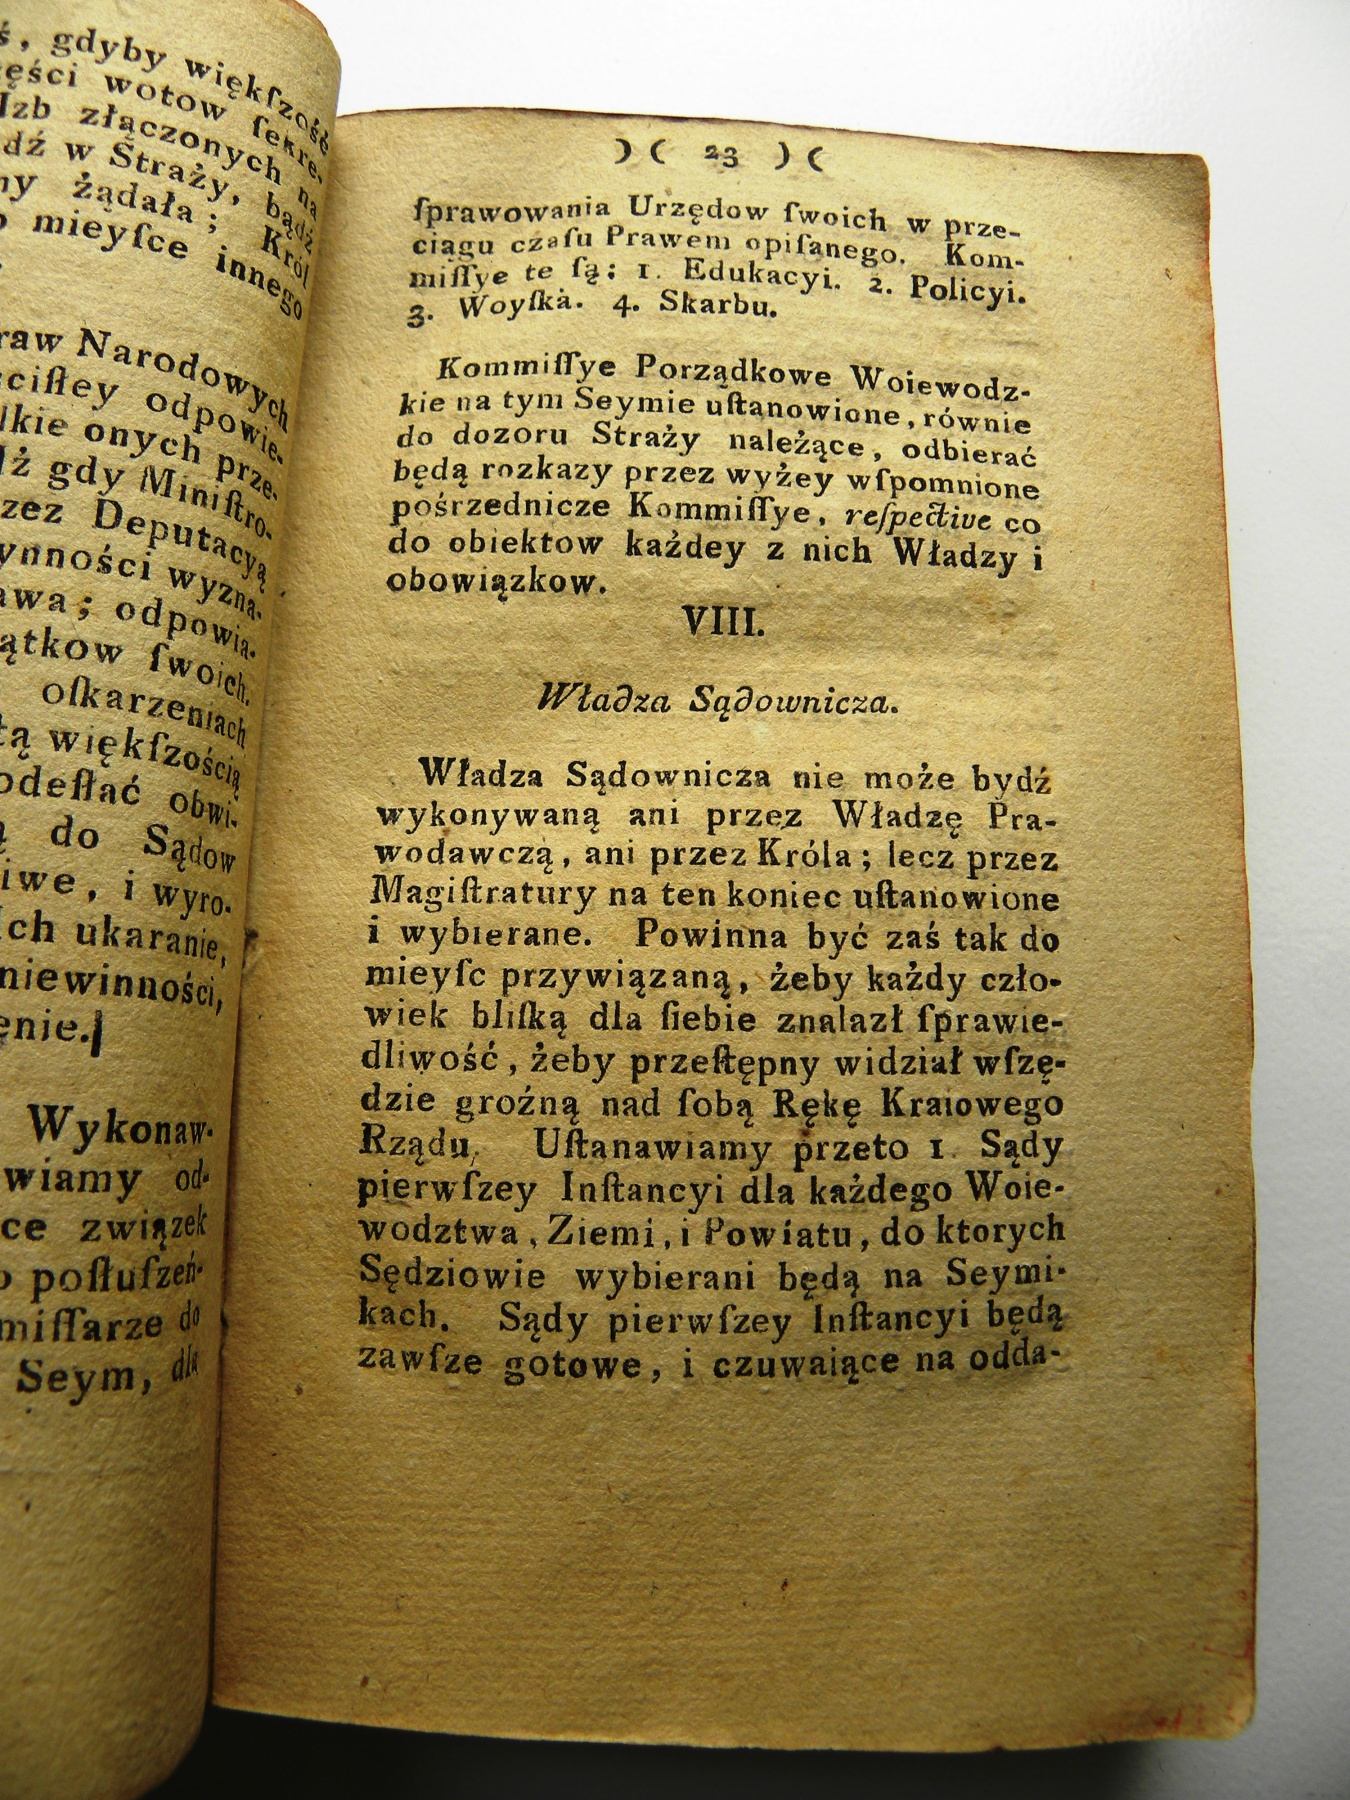 ś, gdyby więkſzość
ęści wotow ſekre-
Izb złączonych na
dź w Straży, bądź
ny żądała; Król
o mieyſce innego
raw Narodowych
ciſłey odpowie-
lkie onych prze-
dź gdy Miniſtro-
zez Deputacyą
ynności wyzna-
awa; odpowia-
ątkow ſwoich.
oſkarzeniach
tą więkſzością
odeſłać obwi-
ą do Sądow
iwe, i wyro-
Ich ukaranie,
niewinności,
enie.
Wykonaw-
wiamy od-
ce związek
o poſłuſzeń-
miſſarze do
Seym, dla
)( 23 )(
ſprawowania Urzędow ſwoich w prze-
ciągu czaſu Prawem opiſanego. Kom-
miſſye te ſą: 1. Edukacyi. 2. Policyi.
3. Woyſka. 4. Skarbu.
Kommiſſye Porządkowe Woiewodz-
kie na tym Seymie uſtanowione, równie
do dozoru Straży należące, odbierać
będą rozkazy przez wyżey wſpomnione
pośrzednicze Kommiſſye, reſpective co
do obiektow każdey z nich Władzy i
obowiązkow.
VIII.
Władza Sądownicza.
Władza Sądownicza nie może bydź
wykonywaną ani przez Władzę Pra-
wodawczą, ani przez Króla; lecz przez
Magiſtratury na ten koniec uſtanowione
i wybierane. Powinna być zaś tak do
mieyſc przywiązaną, żeby każdy czło-
wiek bliſką dla ſiebie znalazł ſprawie-
dliwość, żeby przeſtępny widział wſzę-
dzie groźną nad ſobą Rękę Kraiowego
Rządu, Uſtanawiamy przeto 1. Sądy
pierwſzey Inſtancyi dla każdego Woie-
wodztwa, Ziemi, i Powiatu, do ktorych
Sędziowie wybierani będą na Seymi-
kach. Sądy pierwſzey Inſtancyi będą
zawſze gotowe, i czuwaiące na odda-